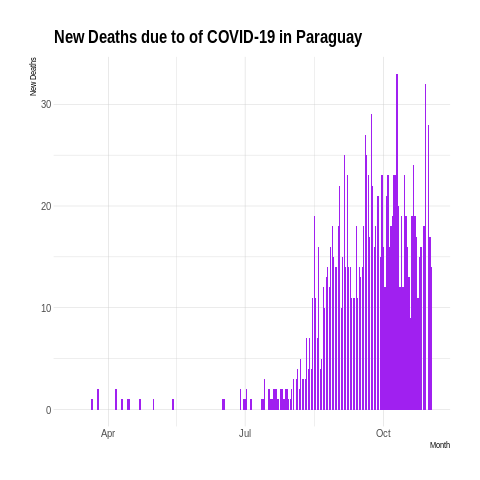 New Deaths due to of COVID-19 in Paraguay
New Deaths
30
20
10
0
Apr
Jul
Oct
Month